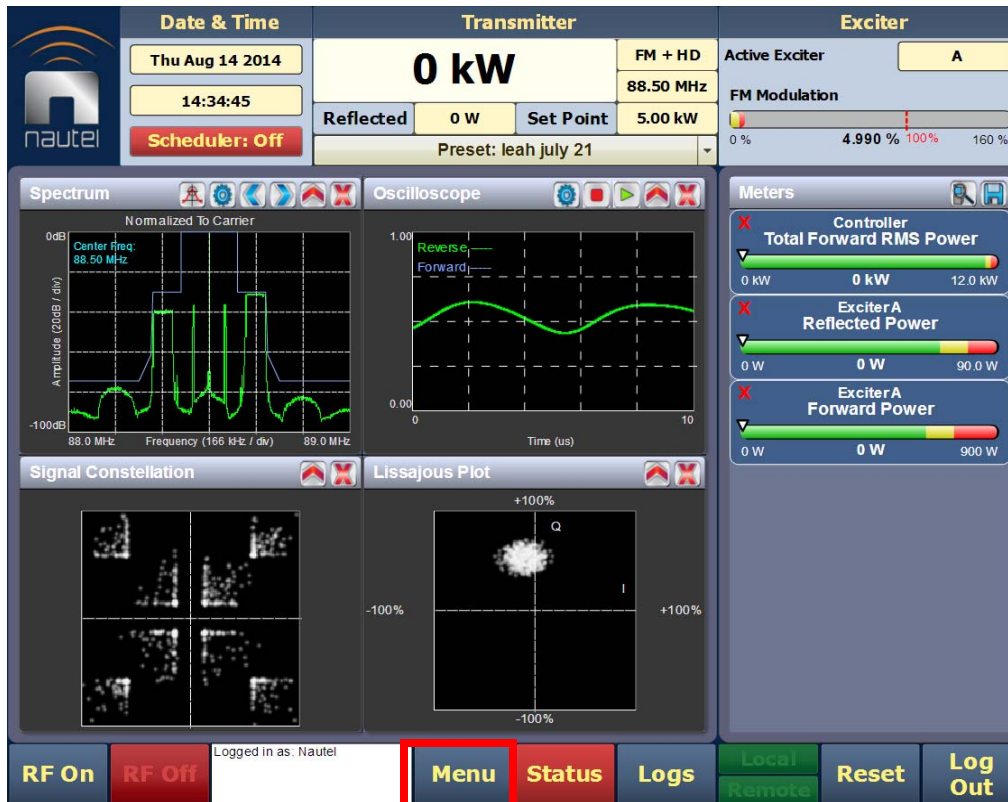 nautel
Date & Time
Thu Aug 14 2014
14:34:45
Scheduler: Off
Transmitter
0 kW
FM + HD
88.50 MHz
Reflected 0 W Set Point 5.00 kW
Preset: leah july 21
Exciter
Active Exciter A
FM Modulation
0 % 4.990 % 100% 160 %
Spectrum
Normalized To Carrier
0dB
Center Freq:
88.50 MHz
Amplitude (20dB / div)
-100dB
88.0 MHz Frequency (166 kHz / div) 89.0 MHz
Oscilloscope
1.00
Reverse
Forward
0.00
0 10
Time (us)
Signal Constellation
Lissajous Plot
+100%
Q
I
-100% +100%
-100%
Meters
X Controller
Total Forward RMS Power
0 kW 0 kW 12.0 kW
X Exciter A
Reflected Power
0 W 0 W 90.0 W
X Exciter A
Forward Power
0 W 0 W 900 W
RF On
RF Off
Logged in as: Nautel
Menu
Status
Logs
Local
Remote
Reset
Log
Out